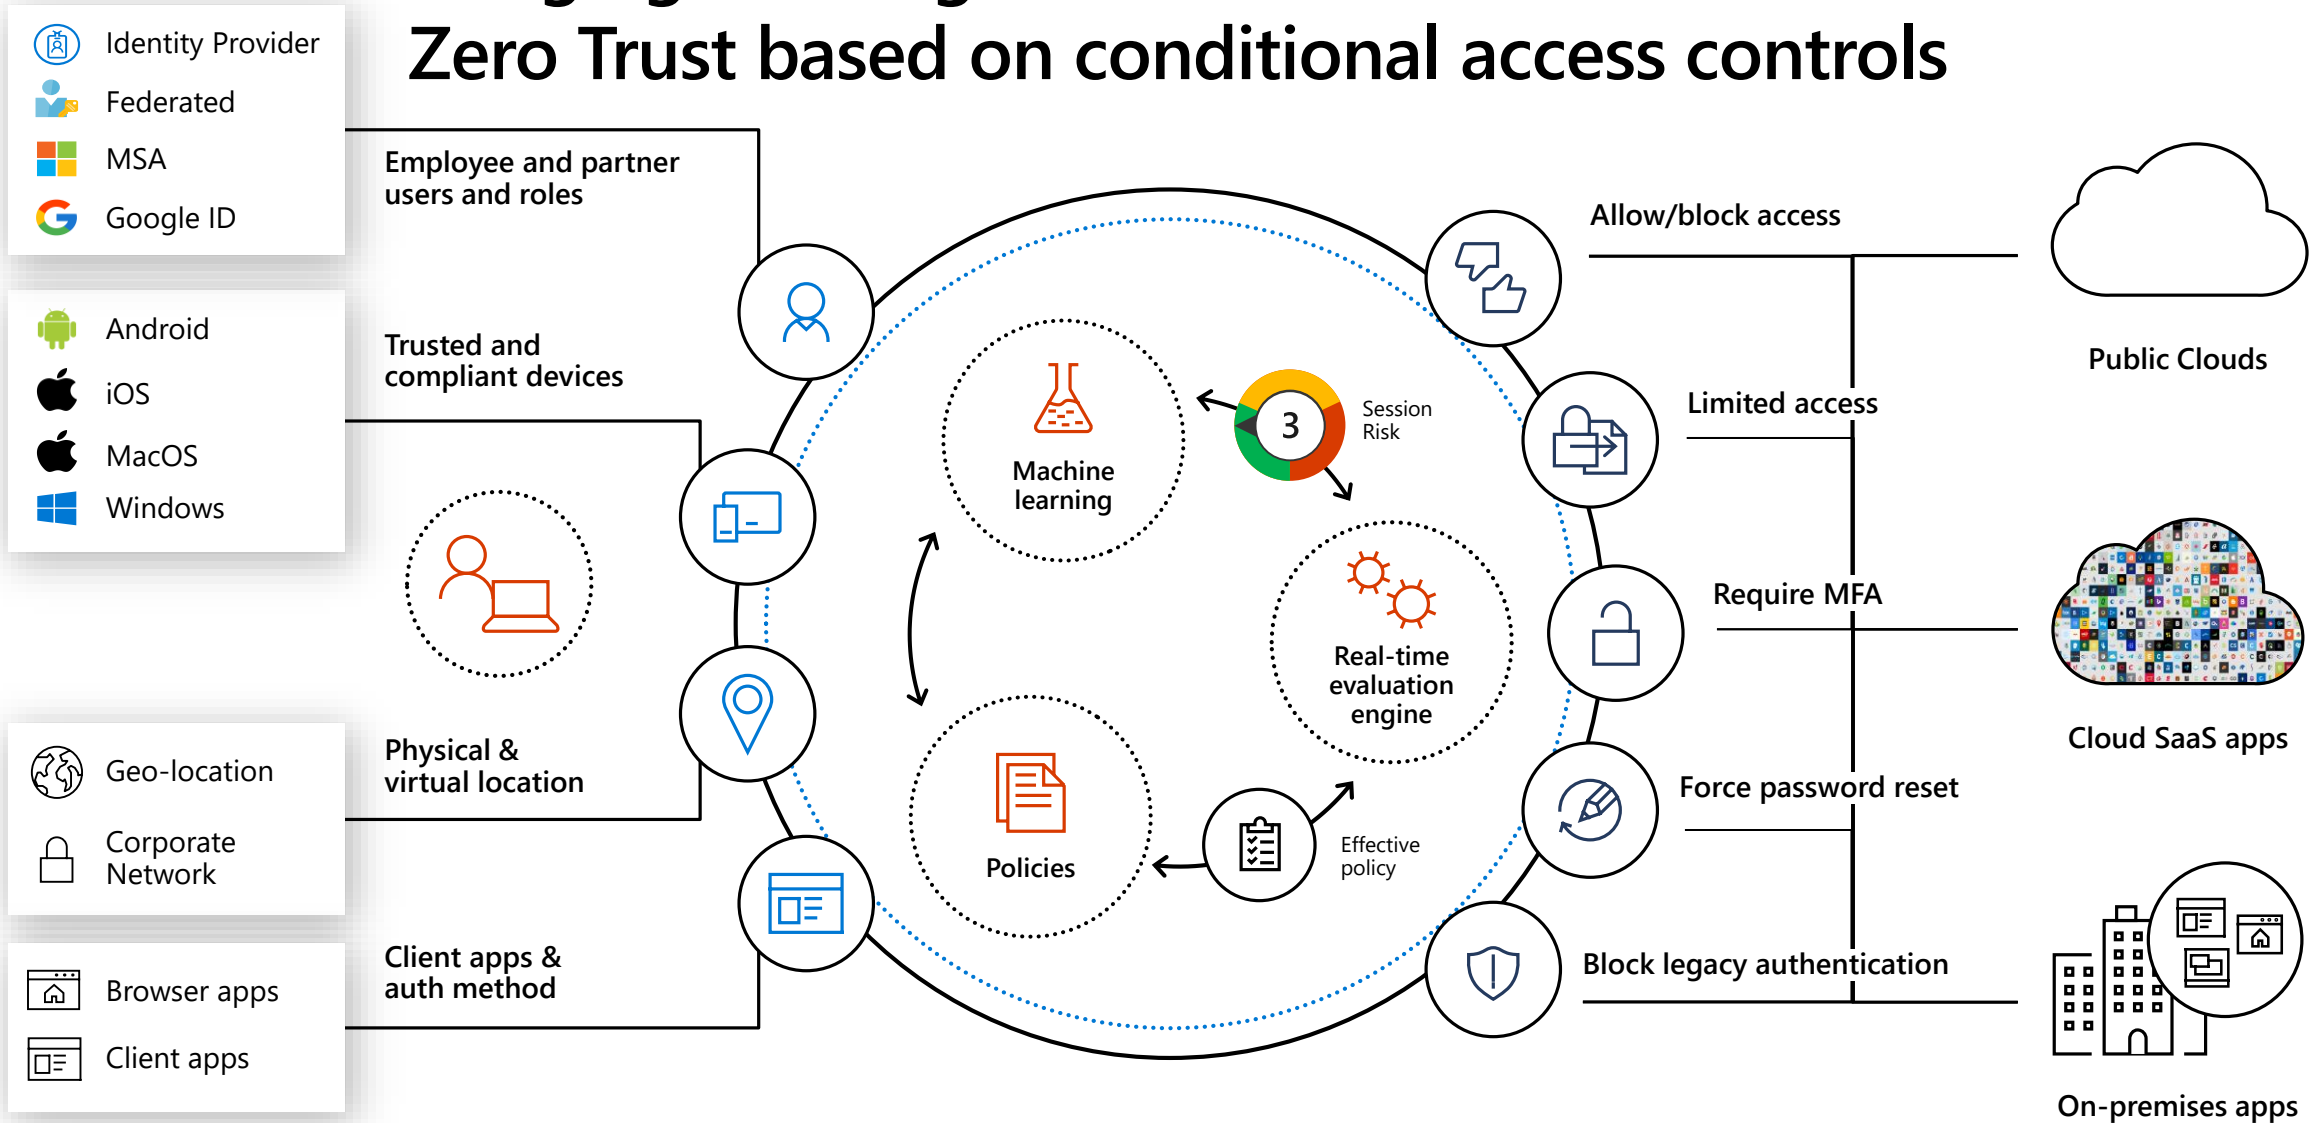 Zero Trust based on conditional access controls
Identity Provider
Federated
MSA
Google ID
Android
iOS
MacOS
Windows
Geo-location
Corporate
Network
Browser apps
Client apps
Employee and partner
users and roles
Trusted and
compliant devices
Physical &
virtual location
Client apps &
auth method
Machine
learning
3
Session
Risk
Real-time
evaluation
engine
Policies
Effective
policy
Allow/block access
Limited access
Require MFA
Force password reset
Block legacy authentication
Public Clouds
Cloud SaaS apps
On-premises apps